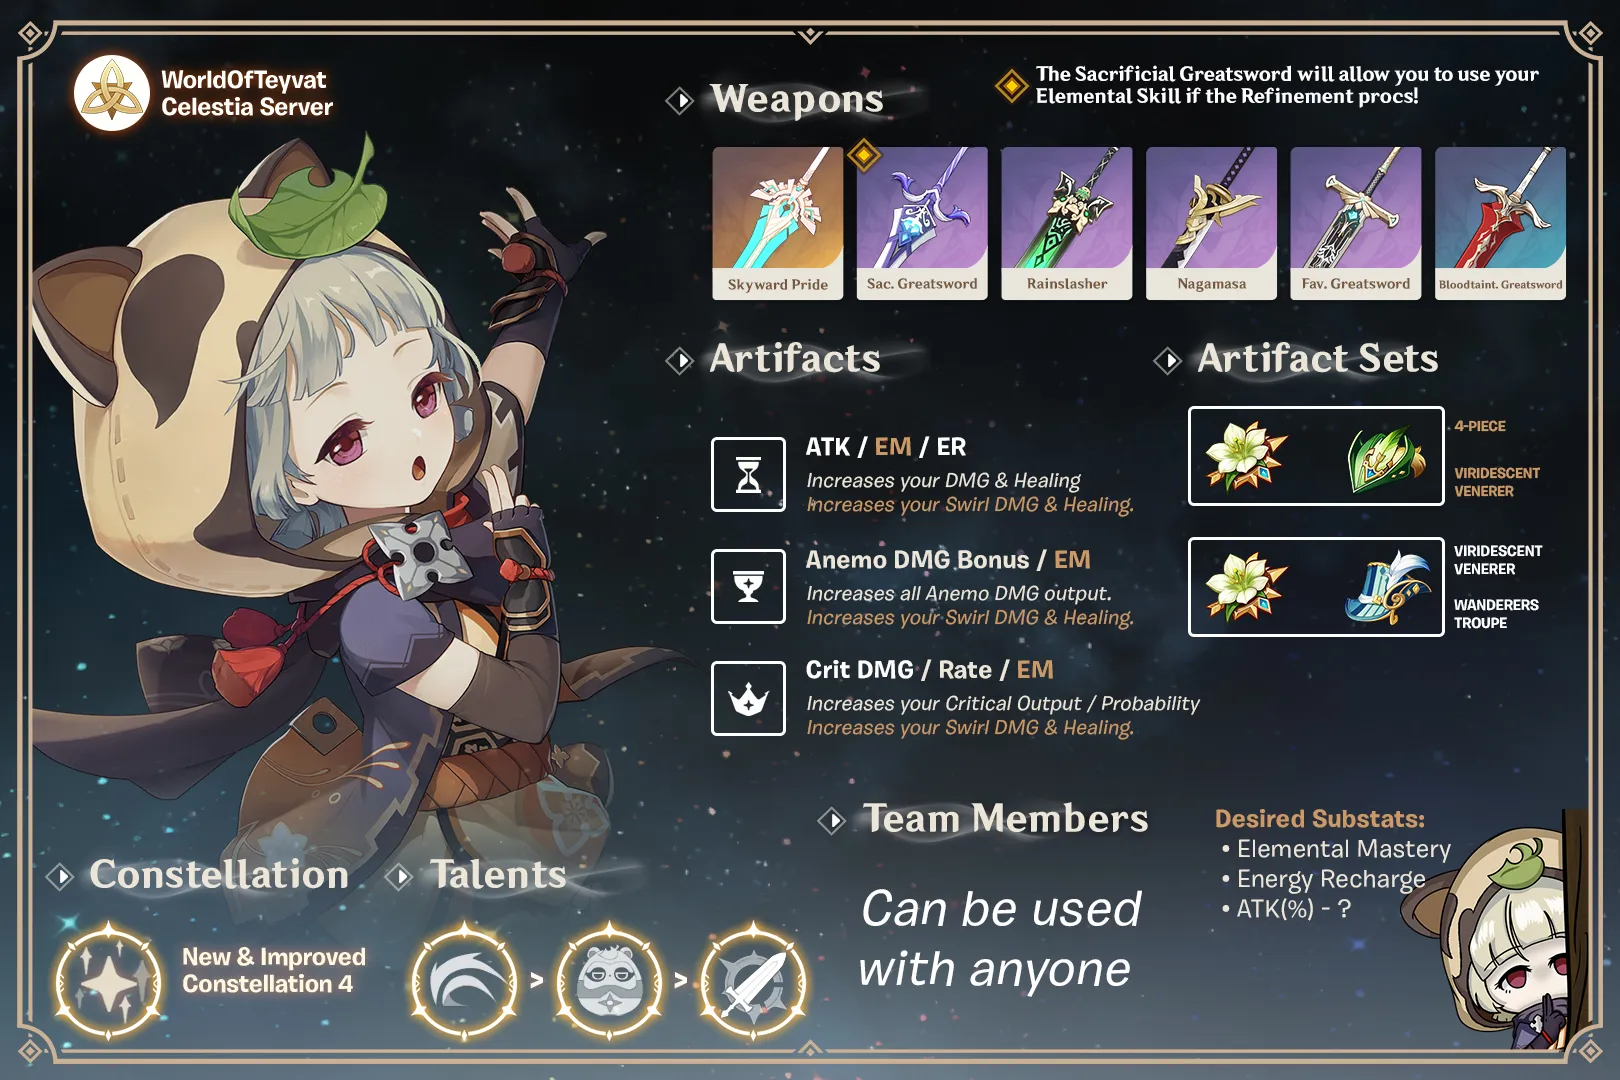 WorldOfTeyvat
Celestia Server
Weapons
The Sacrificial Greatsword will allow you to use your
Elemental Skill if the Refinement procs!
Skyward Pride
Sac. Greatsword
Rainslasher
Nagamasa
Fav. Greatsword
Bloodtaint. Greatsword
Artifacts
ATK / EM / ER
Increases your DMG & Healing
Increases your Swirl DMG & Healing.
Anemo DMG Bonus / EM
Increases all Anemo DMG output.
Increases your Swirl DMG & Healing.
Crit DMG / Rate / EM
Increases your Critical Output / Probability
Increases your Swirl DMG & Healing.
Artifact Sets
4-PIECE
VIRIDESCENT
VENERER
VIRIDESCENT
VENERER
WANDERERS
TROUPE
Constellation
New & Improved
Constellation 4
Talents
> >
Team Members
Can be used
with anyone
Desired Substats:
• Elemental Mastery
• Energy Recharge
• ATK(%) - ?